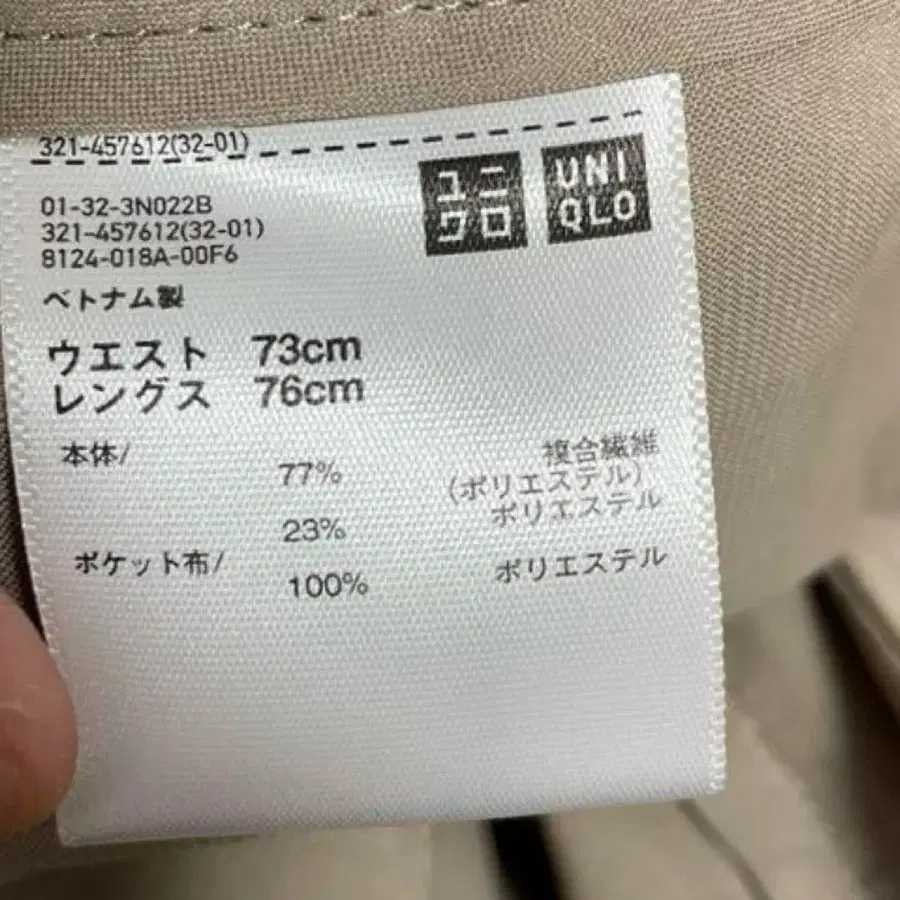 321-457612(32-01)
ユニクロ
UNIQLO
01-32-3N022B
321-457612(32-01)
8124-018A-00F6
ベトナム製
ウエスト 73cm
レングス 76cm
本体/
77% 複合繊維
(ポリエステル)
23% ポリエステル
ポケット布/
100% ポリエステル